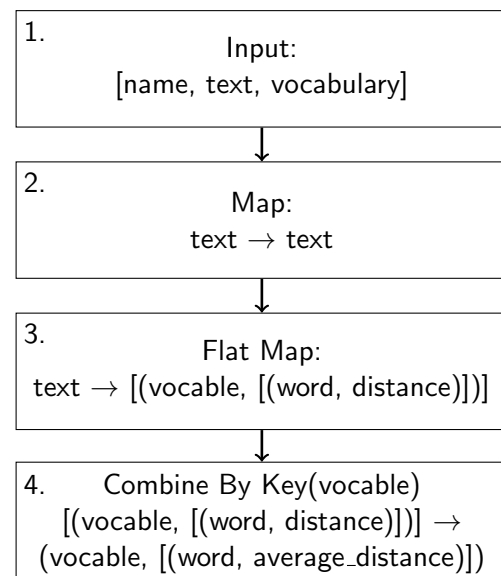 1.
Input:
[name, text, vocabulary]
2.
Map:
text → text
3.
Flat Map:
text → [(vocable, [(word, distance)])]
4. Combine By Key(vocable)
[(vocable, [(word, distance)])] →
(vocable, [(word, average_distance)])